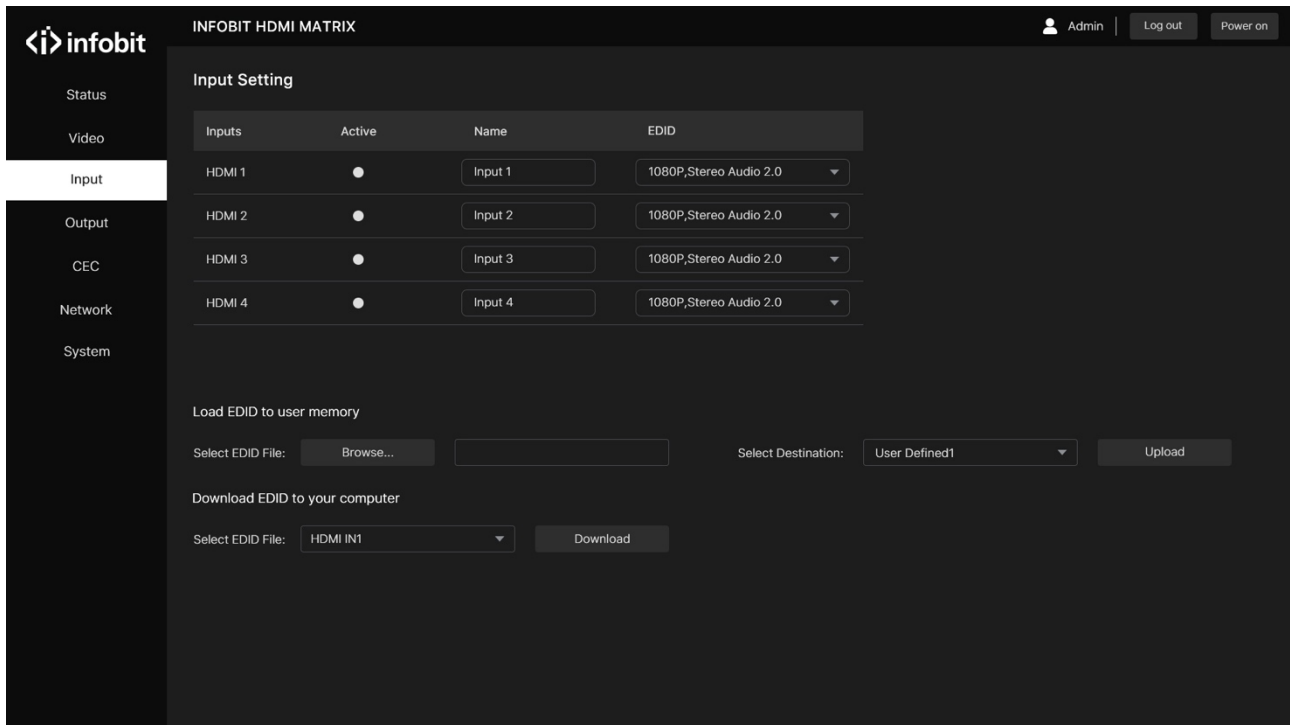 <i> infobit
INFOBIT HDMI MATRIX
Admin
Log out
Power on
Status
Video
Input
Output
CEC
Network
System
Input Setting
Inputs Active Name EDID
HDMI 1 Input 1 1080P,Stereo Audio 2.0
HDMI 2 Input 2 1080P,Stereo Audio 2.0
HDMI 3 Input 3 1080P,Stereo Audio 2.0
HDMI 4 Input 4 1080P,Stereo Audio 2.0
Load EDID to user memory
Select EDID File: Browse... Select Destination: User Defined1 Upload
Download EDID to your computer
Select EDID File: HDMI IN1 Download